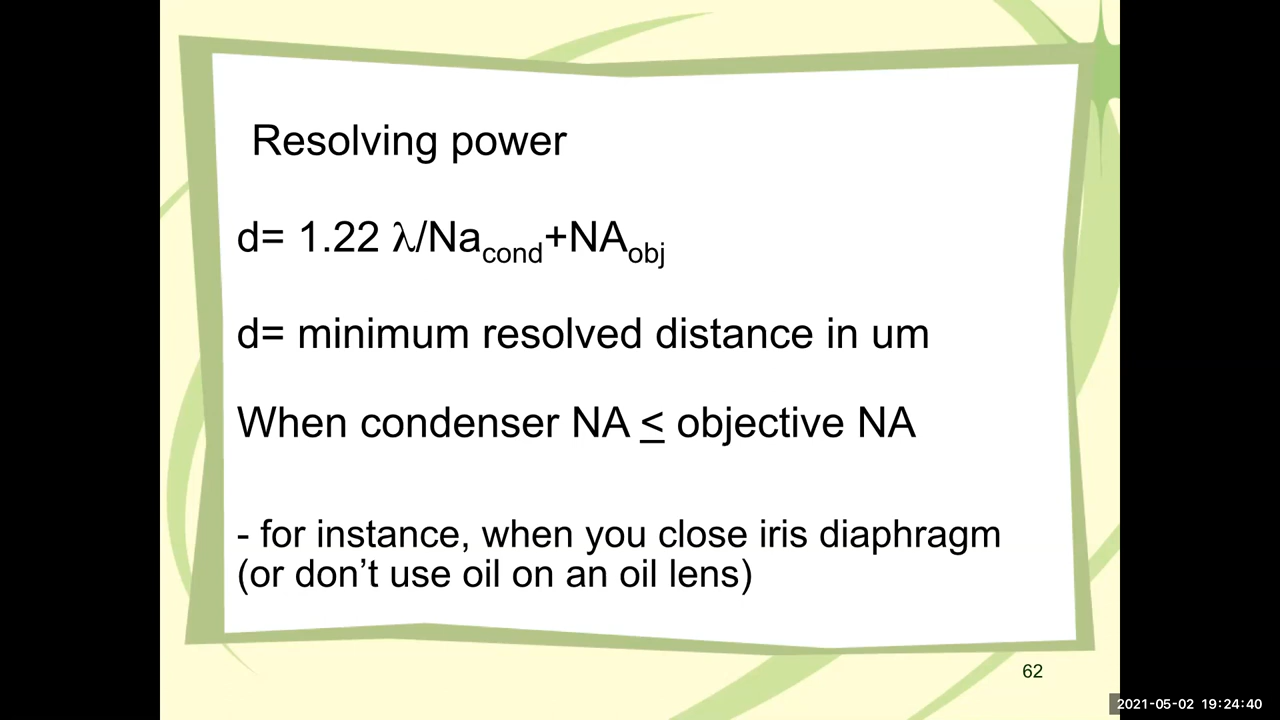 Resolving power
d= 1.22 λ/Nacond+NAobj
d= minimum resolved distance in um
When condenser NA ≤ objective NA
- for instance, when you close iris diaphragm
(or don’t use oil on an oil lens)
62
2021-05-02 19:24:40